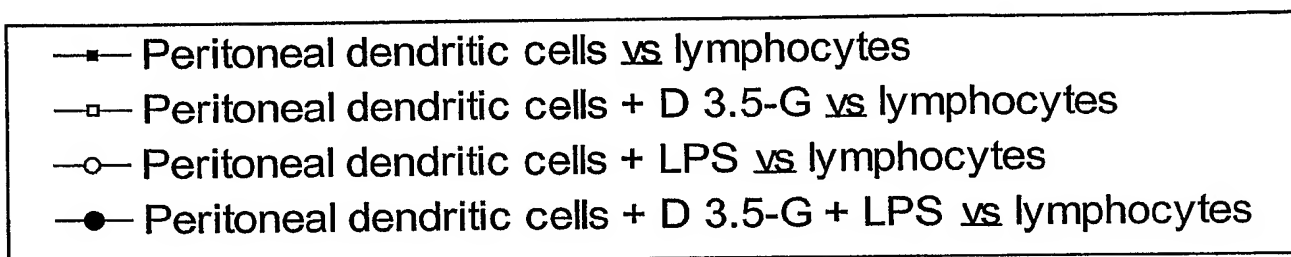 Peritoneal dendritic cells vs lymphocytes
Peritoneal dendritic cells + D 3.5-G vs lymphocytes
Peritoneal dendritic cells + LPS vs lymphocytes
Peritoneal dendritic cells + D 3.5-G + LPS vs lymphocytes